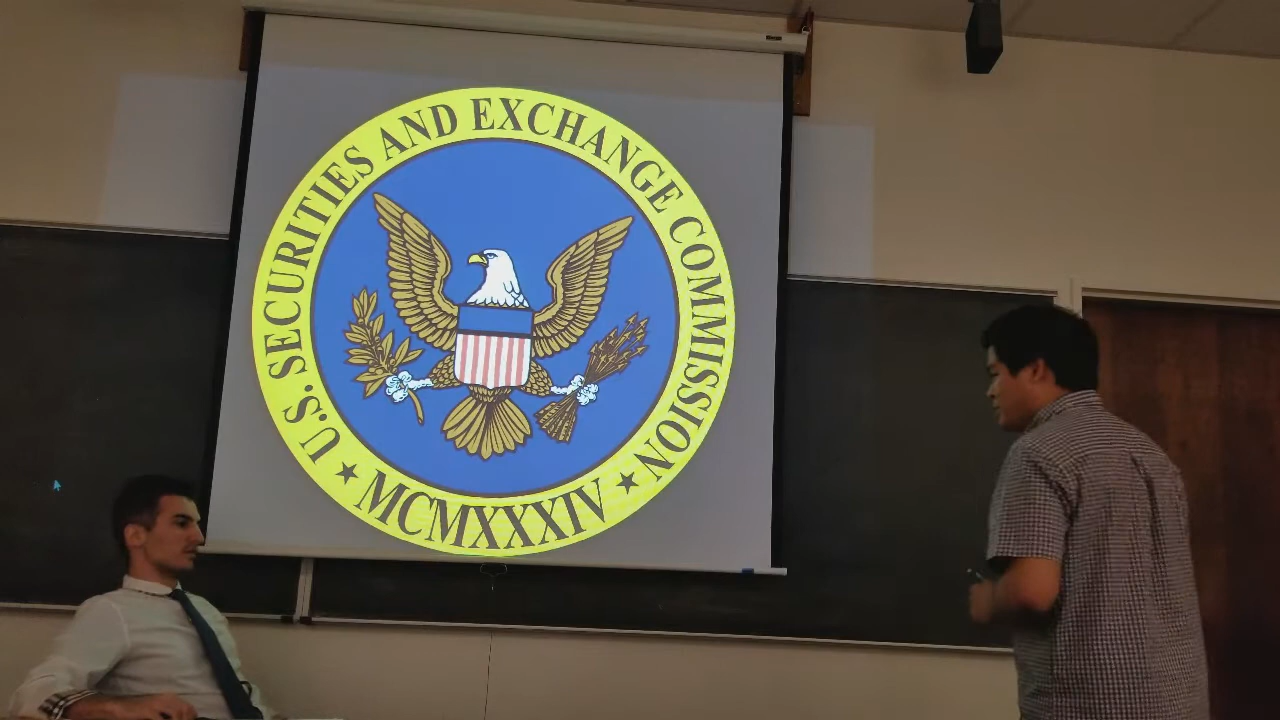 U.S. SECURITIES AND EXCHANGE COMMISSION
★ MCMXXXIV ★